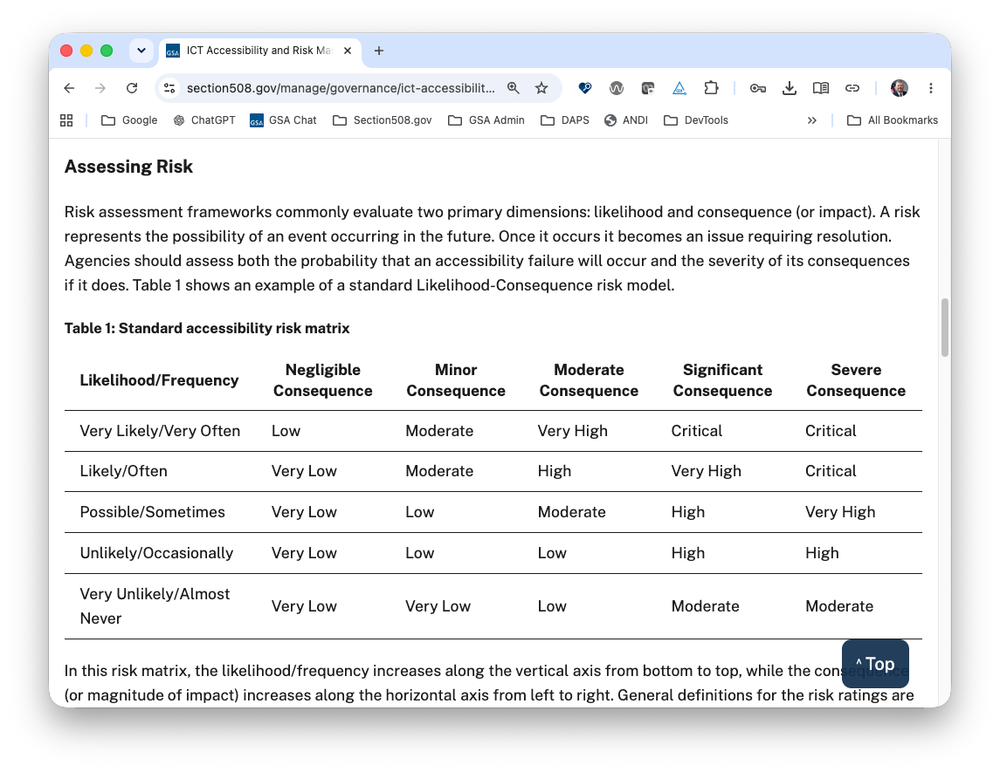 GSA ICT Accessibility and Risk Ma
section508.gov/manage/governance/ict-accessibilit...
Google ChatGPT GSA GSA Chat Section508.gov GSA Admin DAPS ANDI DevTools » All Bookmarks
Assessing Risk
Risk assessment frameworks commonly evaluate two primary dimensions: likelihood and consequence (or impact). A risk
represents the possibility of an event occurring in the future. Once it occurs it becomes an issue requiring resolution.
Agencies should assess both the probability that an accessibility failure will occur and the severity of its consequences
if it does. Table 1 shows an example of a standard Likelihood-Consequence risk model.
Table 1: Standard accessibility risk matrix
Likelihood/Frequency Negligible Consequence Minor Consequence Moderate Consequence Significant Consequence Severe Consequence
Very Likely/Very Often Low Moderate Very High Critical Critical
Likely/Often Very Low Moderate High Very High Critical
Possible/Sometimes Very Low Low Moderate High Very High
Unlikely/Occasionally Very Low Low Low High High
Very Unlikely/Almost Never Very Low Very Low Low Moderate Moderate
In this risk matrix, the likelihood/frequency increases along the vertical axis from bottom to top, while the consequence
(or magnitude of impact) increases along the horizontal axis from left to right. General definitions for the risk ratings are
^ Top